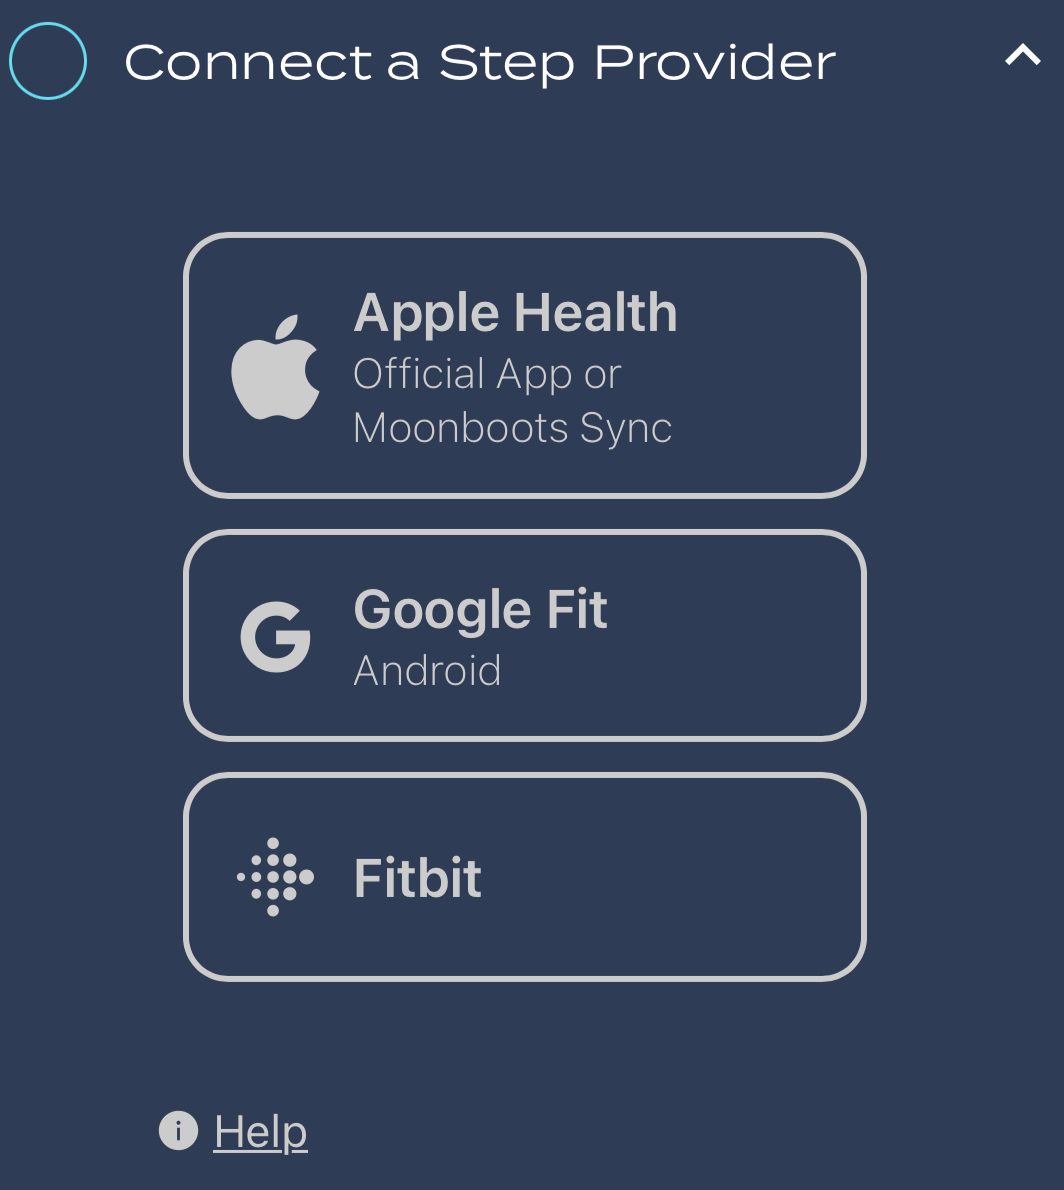 Connect a Step Provider
Apple Health
Official App or
Moonboots Sync
Google Fit
Android
Fitbit
Help